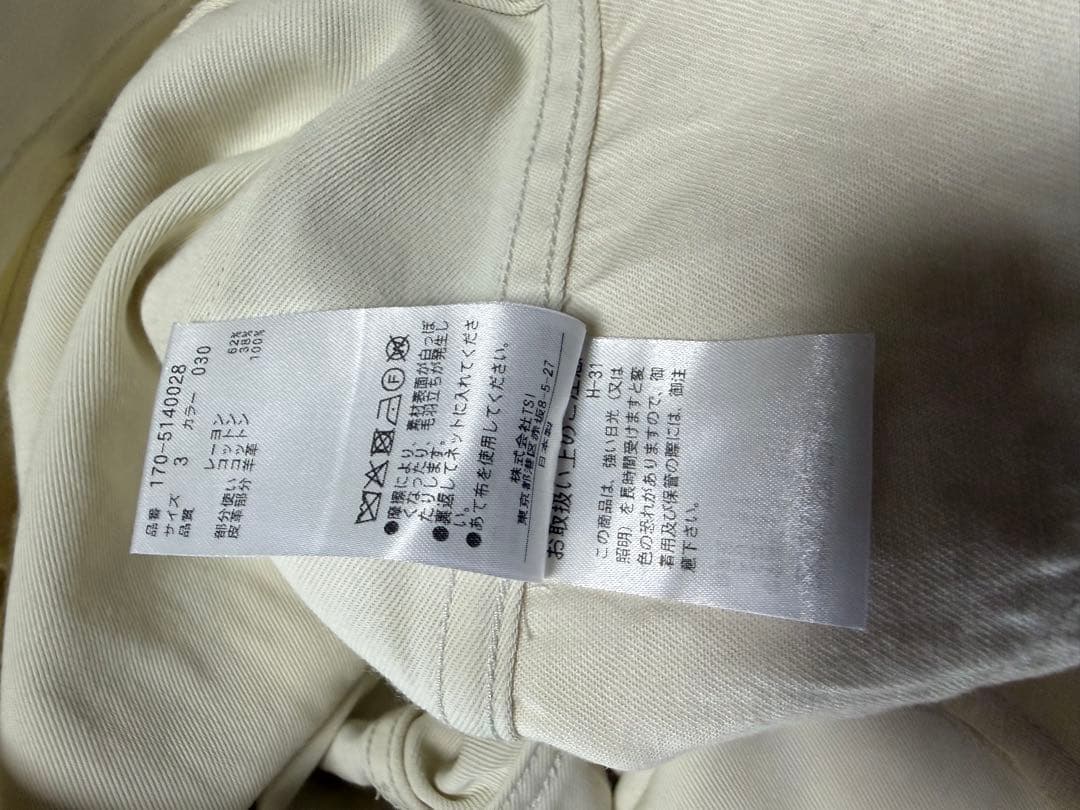 品番 170-5140028
サイズ 3 カラー 030
品質
レーヨン 62%
コットン 38%
部分使い コットン 100%
皮革部分 羊革
●摩擦により、素材表面が白っぽ
くなったり、毛羽立ちが発生し
たりします。
●裏返してネットに入れてくださ
い。
●あて布を使用してください。
株式会社TSI
東京都港区赤坂8-5-27
日本製
お取扱い上のご注意
H-31
この商品は、強い日光(又は
照明)を長時間受けますと変
色の恐れがありますので、御
着用及び保管の際には、御注
意下さい。